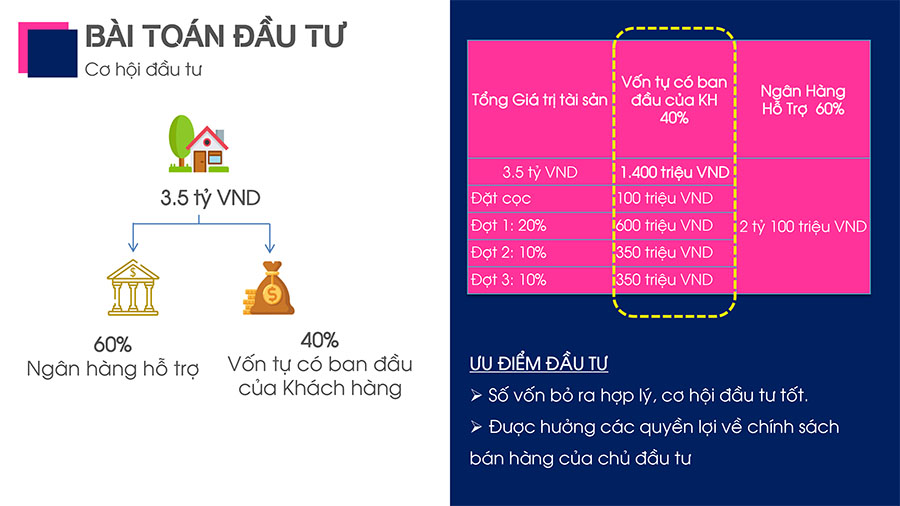 BÀI TOÁN ĐẦU TƯ
Cơ hội đầu tư
3.5 tỷ VND
60%
Ngân hàng hỗ trợ
40%
Vốn tự có ban đầu
của Khách hàng
Tổng Giá trị tài sản
Vốn tự có ban
đầu của KH
40%
Ngân Hàng
Hỗ Trợ 60%
3.5 tỷ VND
1.400 triệu VND
2 tỷ 100 triệu VND
Đặt cọc
100 triệu VND
Đợt 1: 20%
600 triệu VND
Đợt 2: 10%
350 triệu VND
Đợt 3: 10%
350 triệu VND
ƯU ĐIỂM ĐẦU TƯ
➢ Số vốn bỏ ra hợp lý, cơ hội đầu tư tốt.
➢ Được hưởng các quyền lợi về chính sách
bán hàng của chủ đầu tư